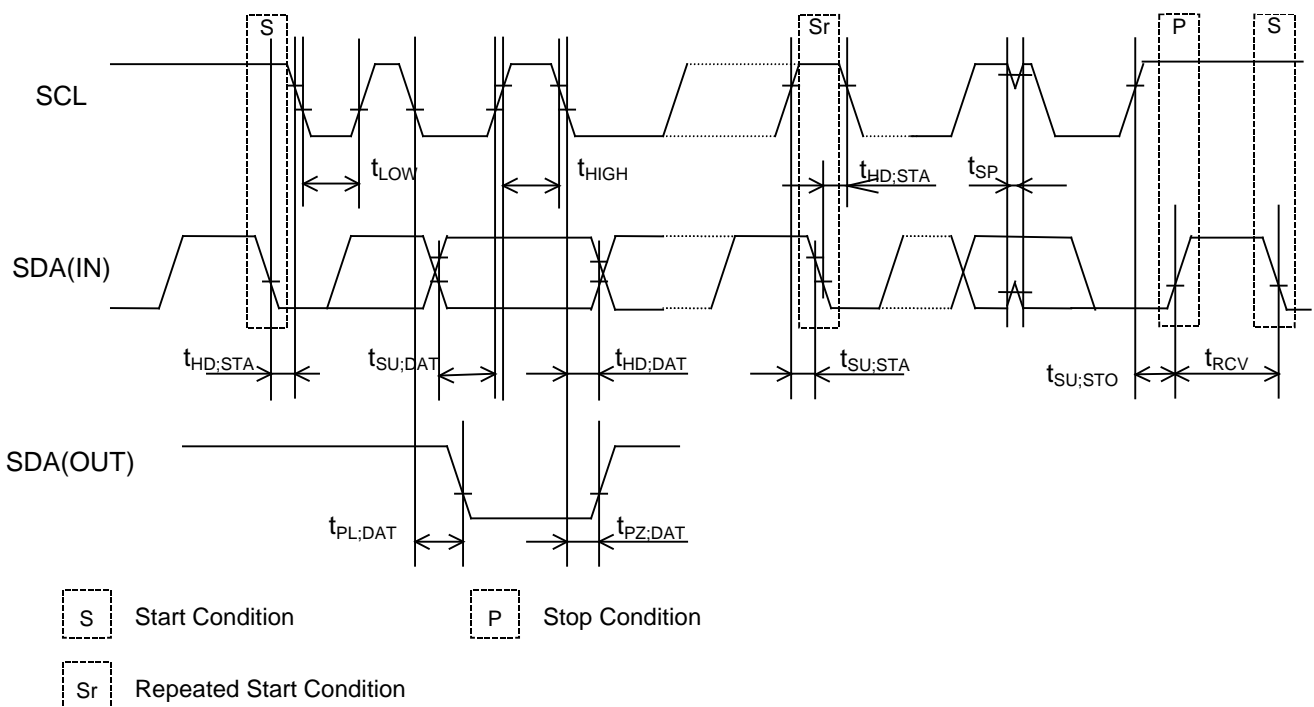 S Sr P S
SCL
tLOW tHIGH tHD;STA tSP
SDA(IN)
tHD;STA tSU;DAT tHD;DAT tSU;STA tSU;STO tRCV
SDA(OUT)
tPL;DAT tPZ;DAT
S Start Condition P Stop Condition
Sr Repeated Start Condition